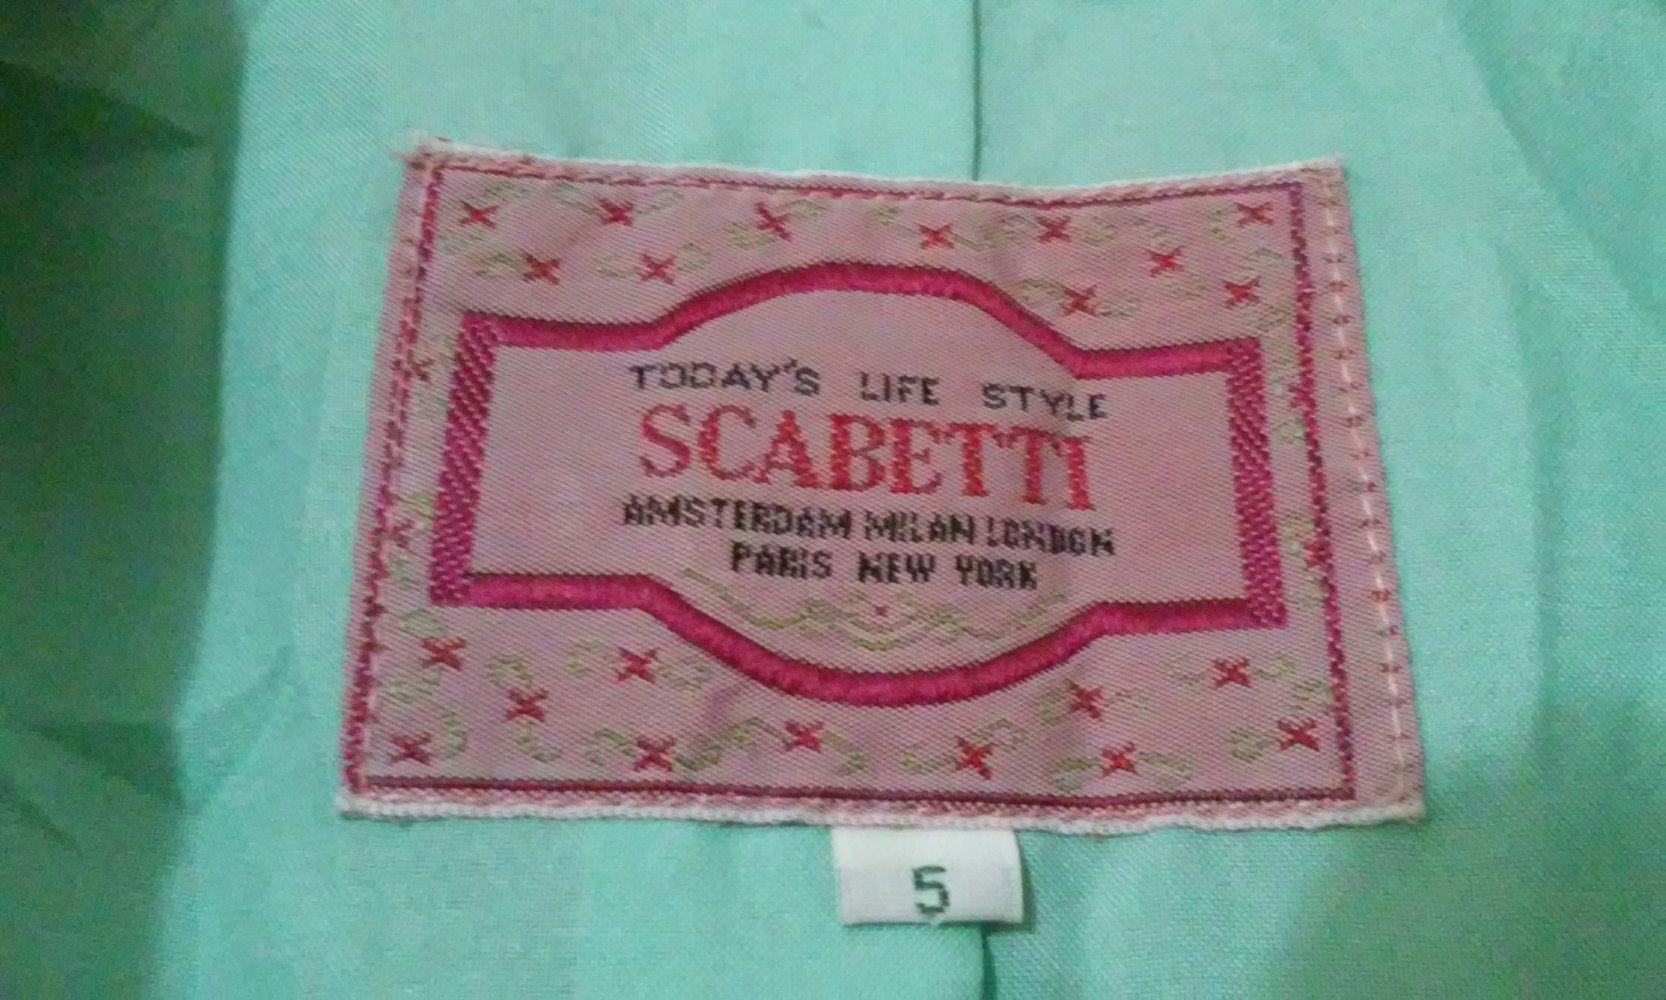 TODAY'S LIFE STYLE
SCABETTI
AMSTERDAM MILAN LONDON
PARIS NEW YORK
5